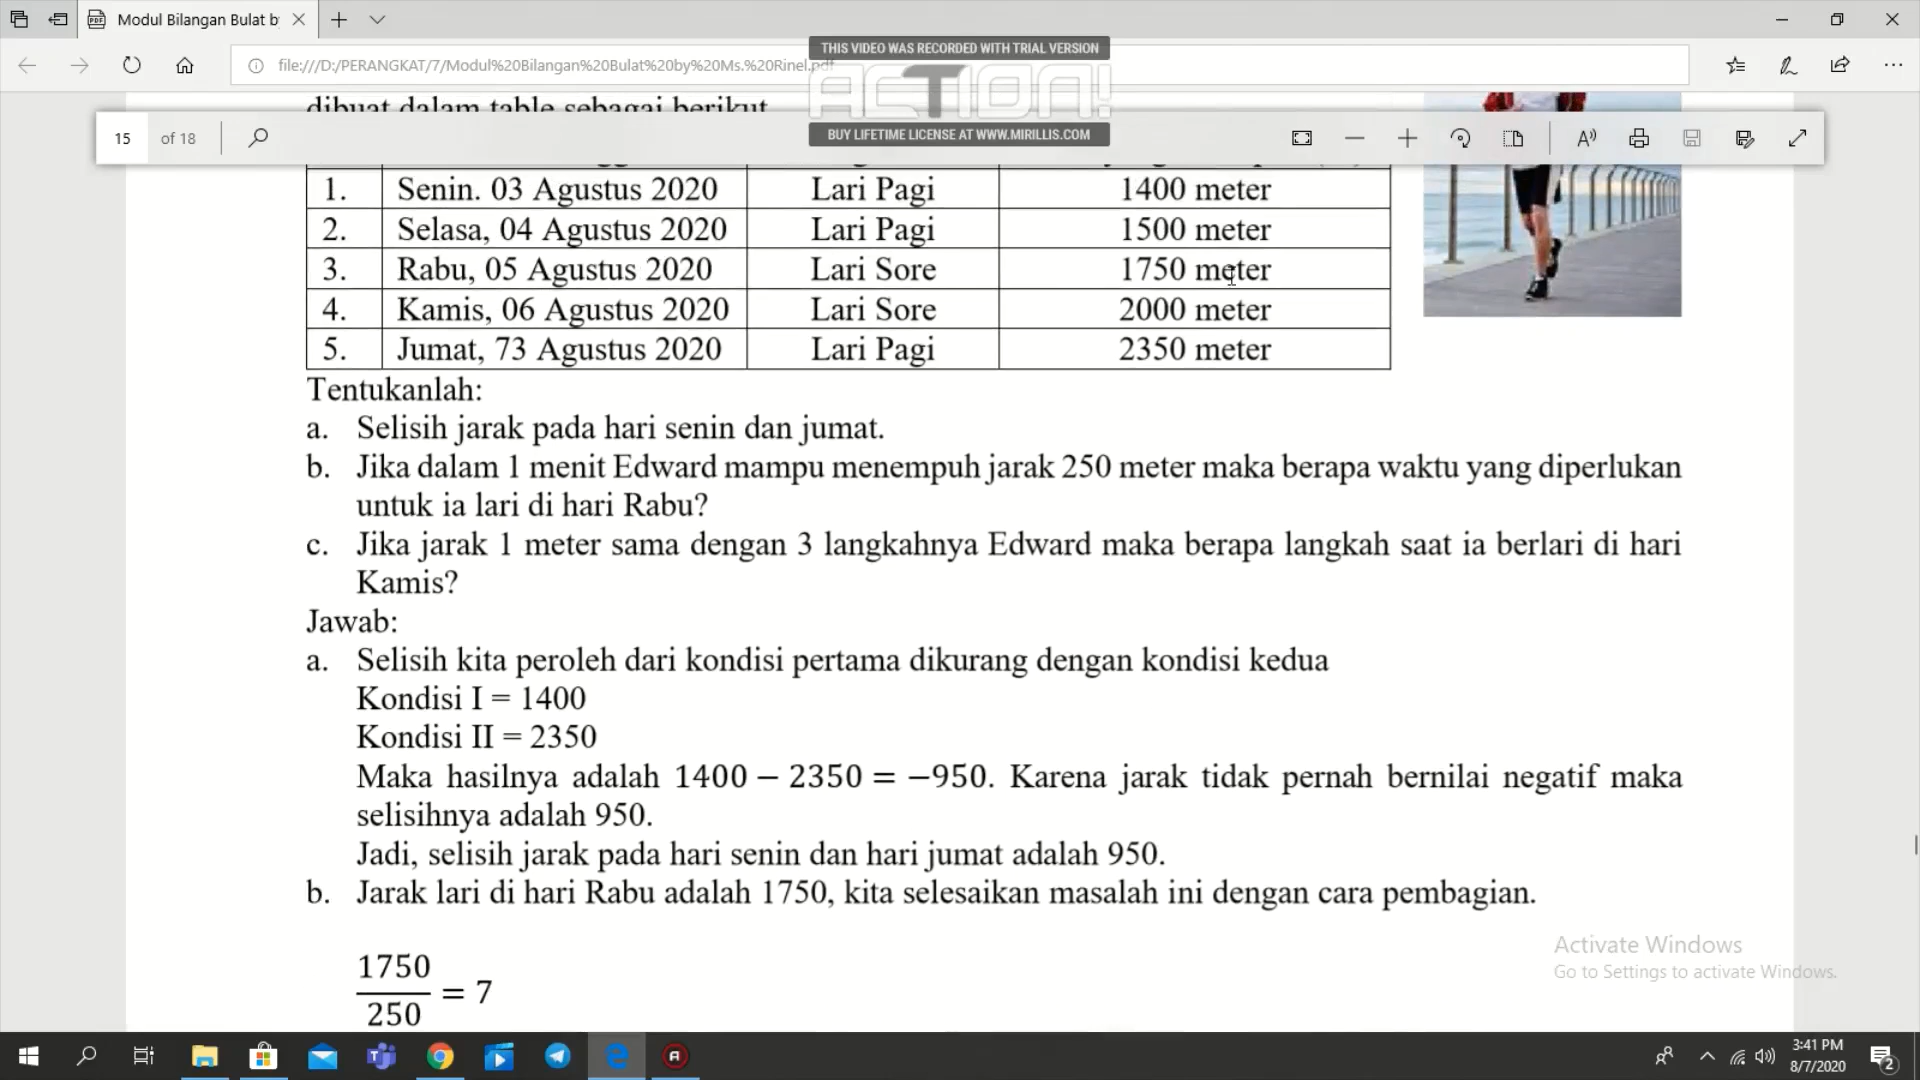 Modul Bilangan Bulat b
THIS VIDEO WAS RECORDED WITH TRIAL VERSION
file:///D:/PERANGKAT/7/Modul%20Bilangan%20Bulat%20by%20Ms.%20Rinel.pdf
ACTION!
BUY LIFETIME LICENSE AT WWW.MIRILLIS.COM
dibuat dalam table sebagai berikut
15 of 18
1. Senin. 03 Agustus 2020 Lari Pagi 1400 meter
2. Selasa, 04 Agustus 2020 Lari Pagi 1500 meter
3. Rabu, 05 Agustus 2020 Lari Sore 1750 meter
4. Kamis, 06 Agustus 2020 Lari Sore 2000 meter
5. Jumat, 73 Agustus 2020 Lari Pagi 2350 meter
Tentukanlah:
a. Selisih jarak pada hari senin dan jumat.
b. Jika dalam 1 menit Edward mampu menempuh jarak 250 meter maka berapa waktu yang diperlukan
untuk ia lari di hari Rabu?
c. Jika jarak 1 meter sama dengan 3 langkahnya Edward maka berapa langkah saat ia berlari di hari
Kamis?
Jawab:
a. Selisih kita peroleh dari kondisi pertama dikurang dengan kondisi kedua
Kondisi I = 1400
Kondisi II = 2350
Maka hasilnya adalah 1400 − 2350 = −950. Karena jarak tidak pernah bernilai negatif maka
selisihnya adalah 950.
Jadi, selisih jarak pada hari senin dan hari jumat adalah 950.
b. Jarak lari di hari Rabu adalah 1750, kita selesaikan masalah ini dengan cara pembagian.
1750
250
= 7
Activate Windows
Go to Settings to activate Windows.
3:41 PM
8/7/2020
2